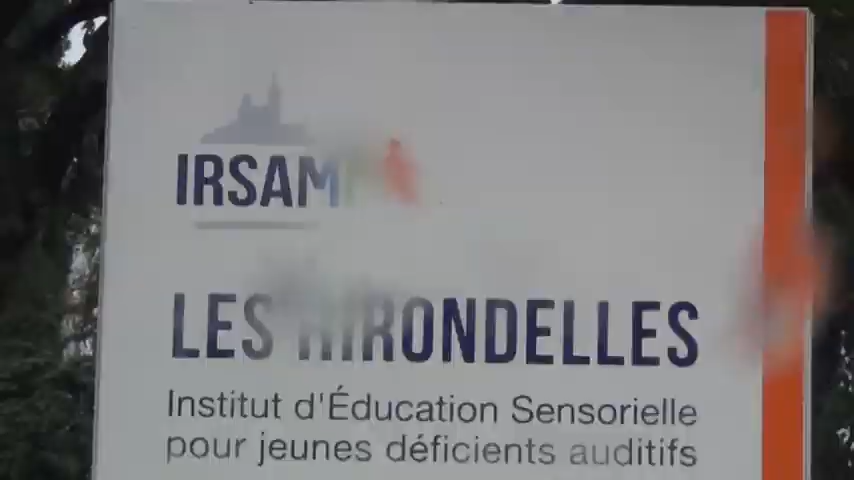 IRSAM
LES HIRONDELLES
Institut d'Éducation Sensorielle
pour jeunes déficients auditifs